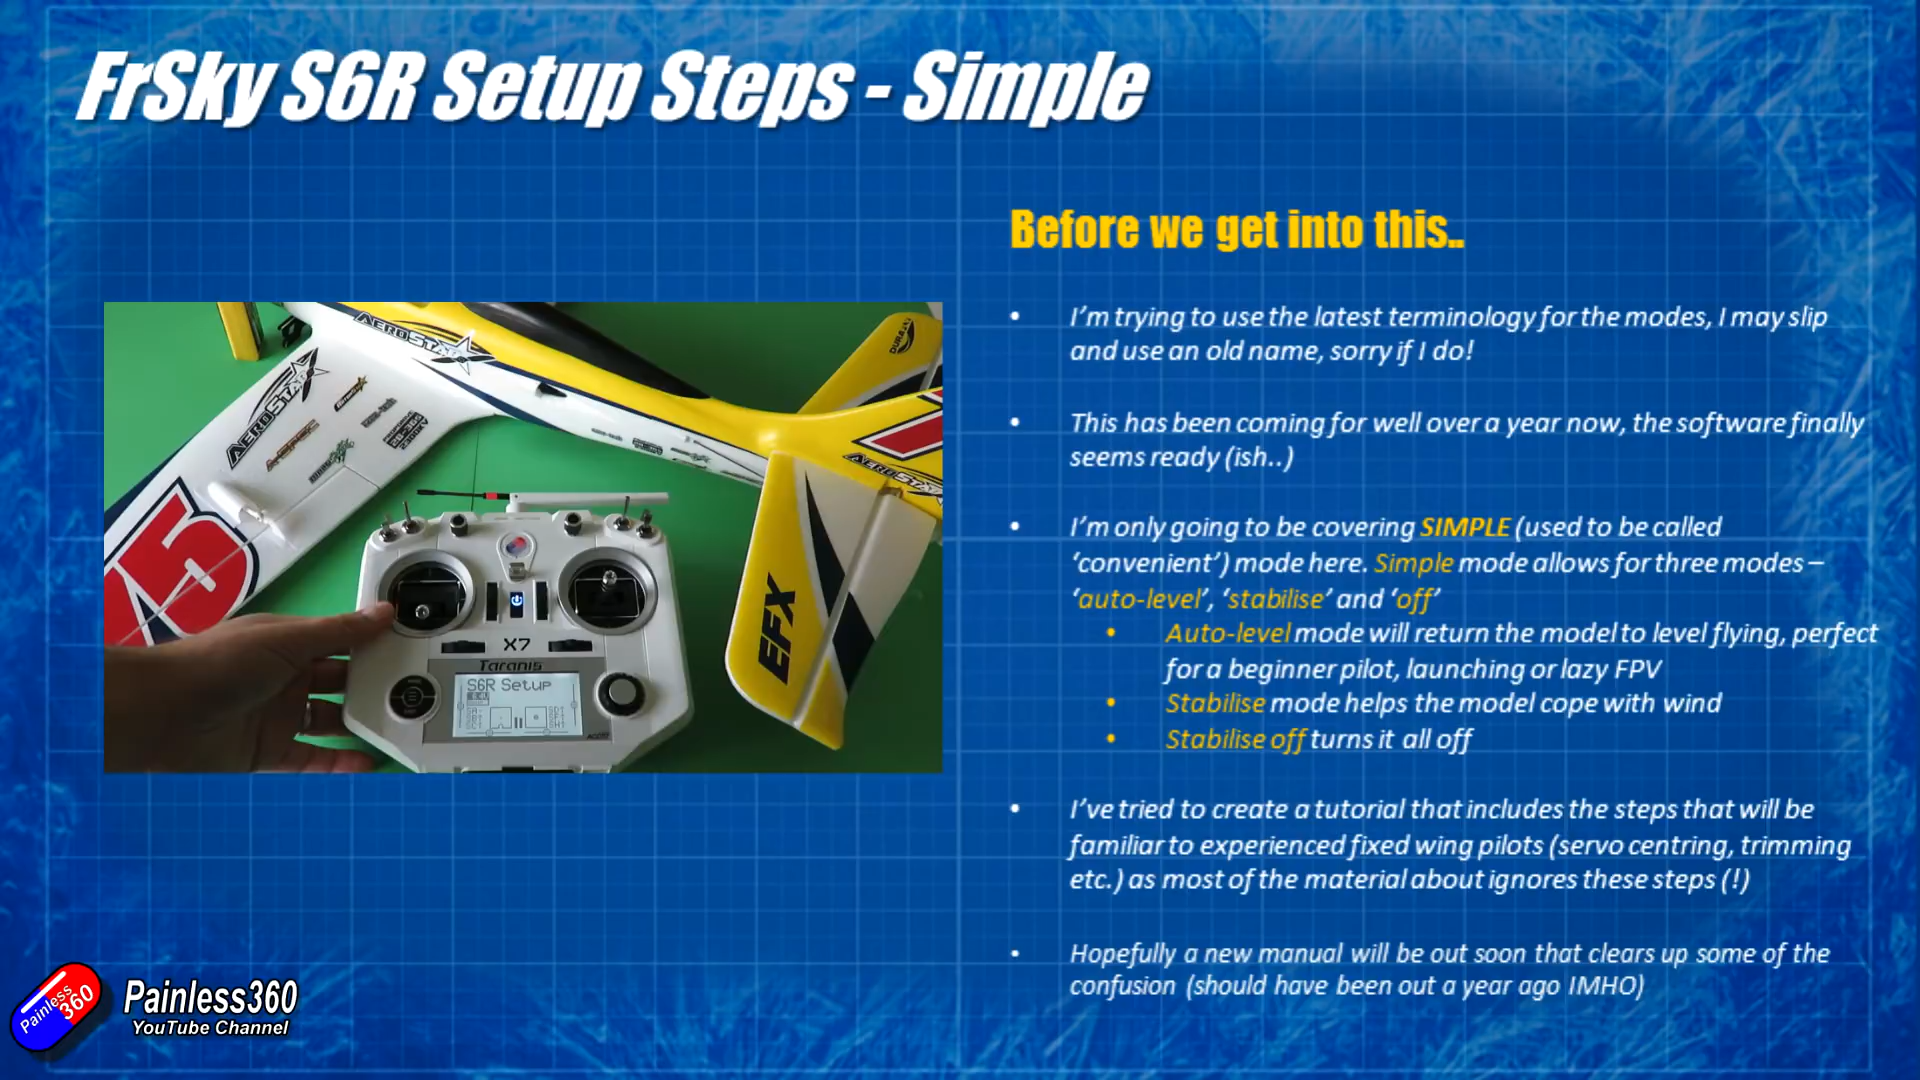 FrSky S6R Setup Steps - Simple
Before we get into this..
• I'm trying to use the latest terminology for the modes, I may slip
and use an old name, sorry if I do!
• This has been coming for well over a year now, the software finally
seems ready (ish..)
• I'm only going to be covering SIMPLE (used to be called
'convenient') mode here. Simple mode allows for three modes –
'auto-level', 'stabilise' and 'off'
• Auto-level mode will return the model to level flying, perfect
for a beginner pilot, launching or lazy FPV
• Stabilise mode helps the model cope with wind
• Stabilise off turns it all off
• I've tried to create a tutorial that includes the steps that will be
familiar to experienced fixed wing pilots (servo centring, trimming
etc.) as most of the material about ignores these steps (!)
• Hopefully a new manual will be out soon that clears up some of the
confusion (should have been out a year ago IMHO)
AEROSTAR
AEROSTAR
AEROSTAR
EFX
X7
Taranis
S6R Setup
Painless
360
Painless360
YouTube Channel